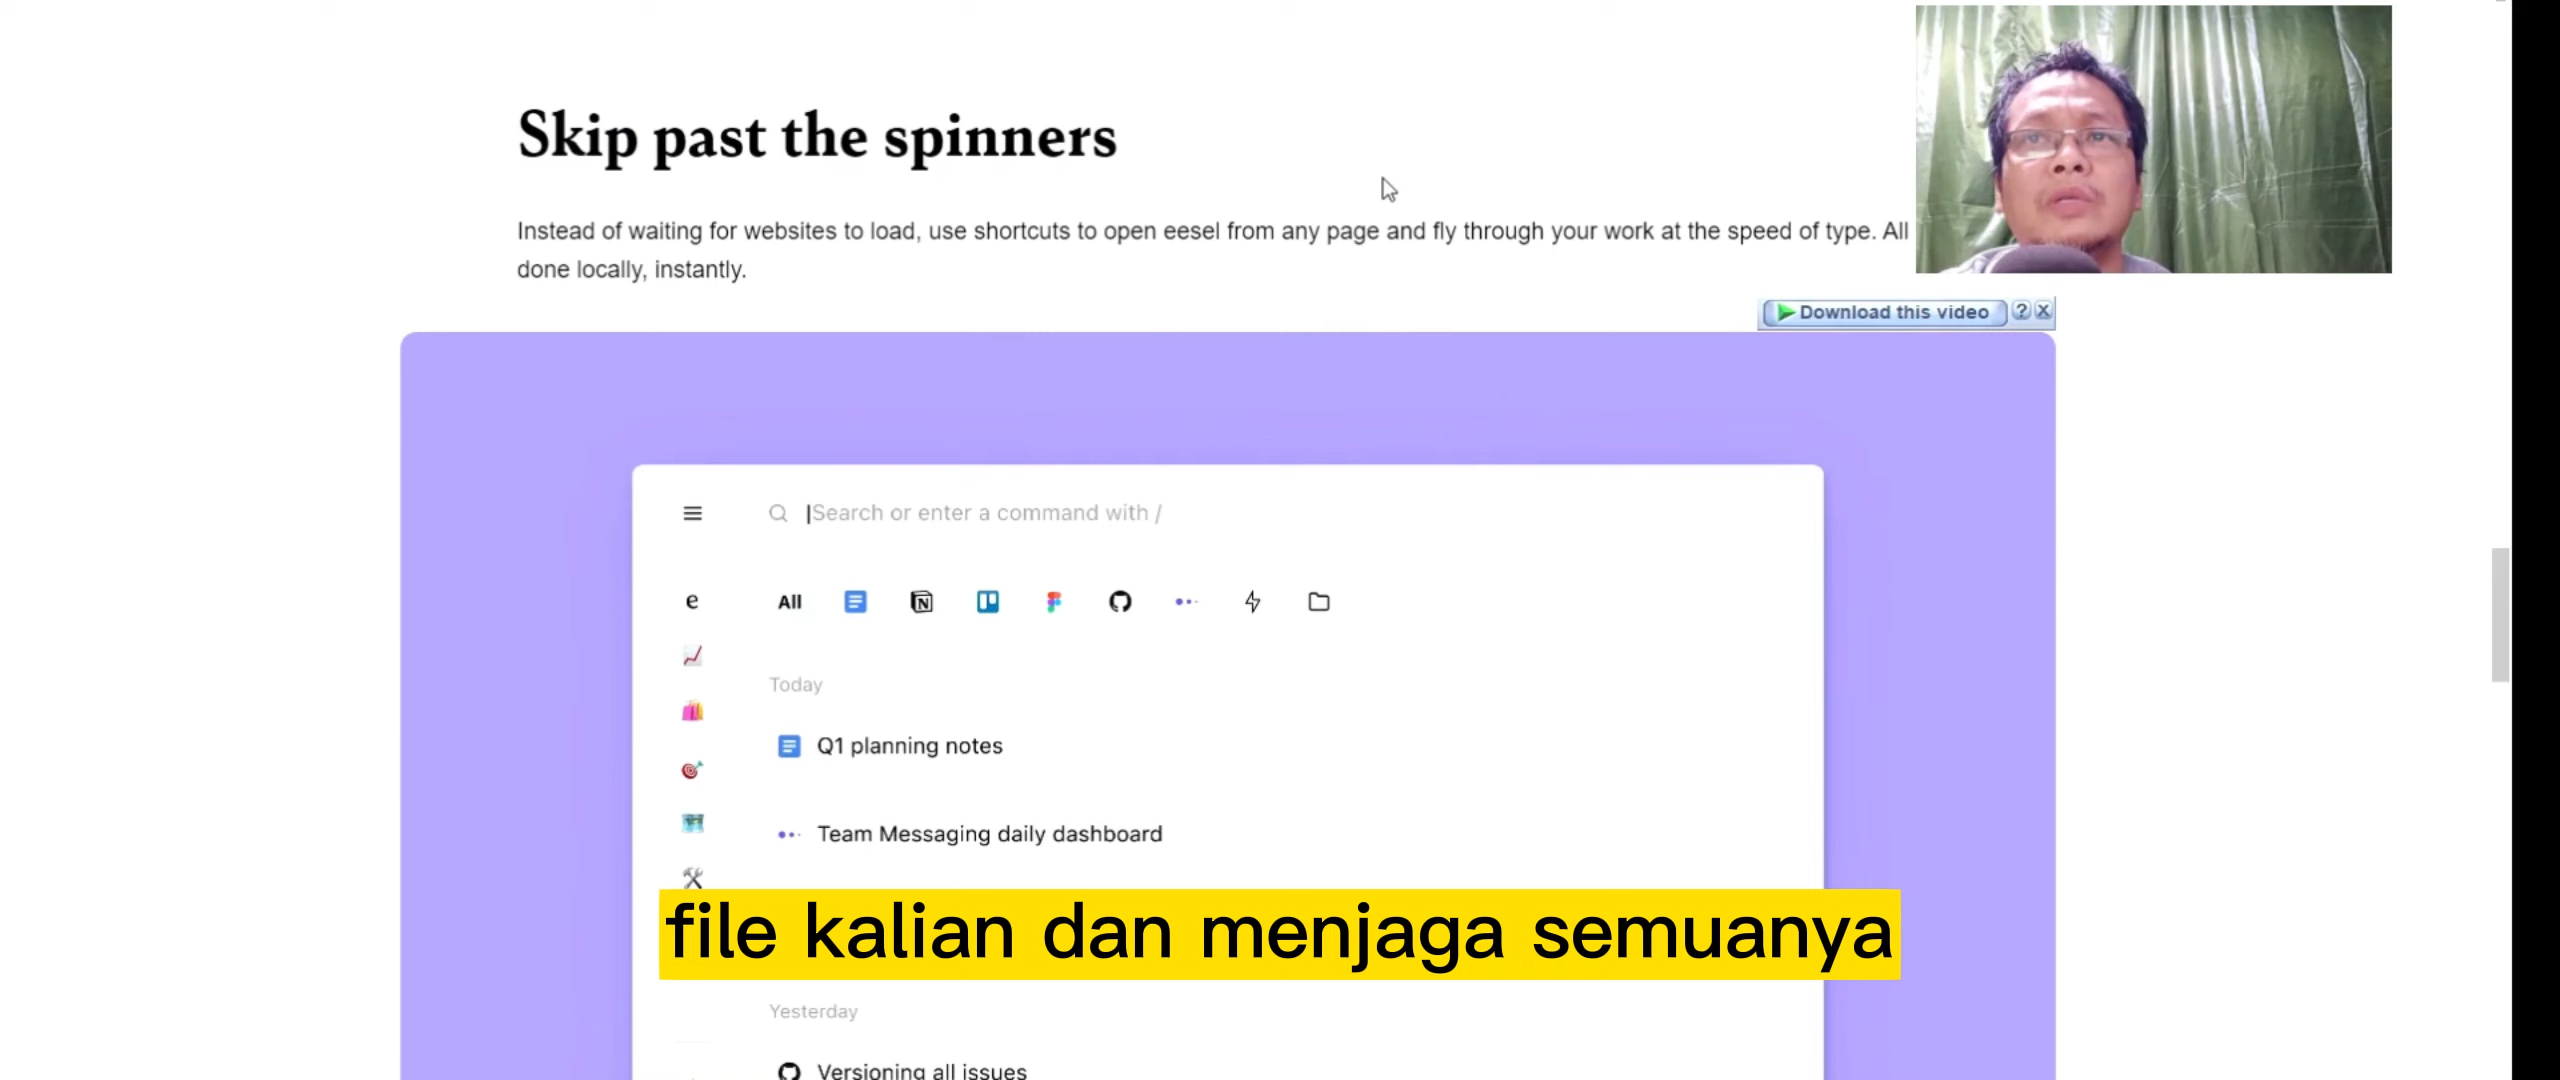 Skip past the spinners
Instead of waiting for websites to load, use shortcuts to open eesel from any page and fly through your work at the speed of type. All
done locally, instantly.
Download this video ? X
Search or enter a command with /
e All
Today
Q1 planning notes
Team Messaging daily dashboard
file kalian dan menjaga semuanya
Yesterday
Versioning all issues